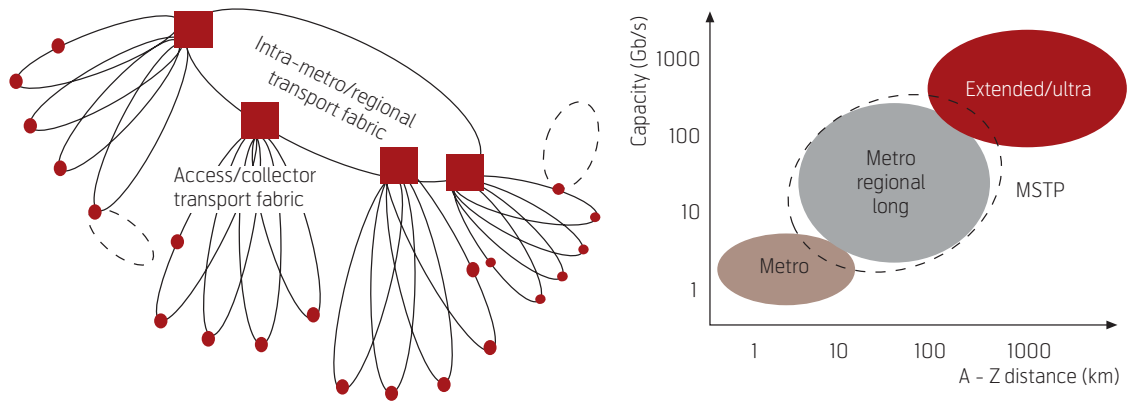 Intra-metro/regional
transport fabric
Access/collector
transport fabric
Capacity (Gb/s)
1000
100
10
1
Extended/ultra
Metro
regional
long
MSTP
Metro
1 10 100 1000
A - Z distance (km)